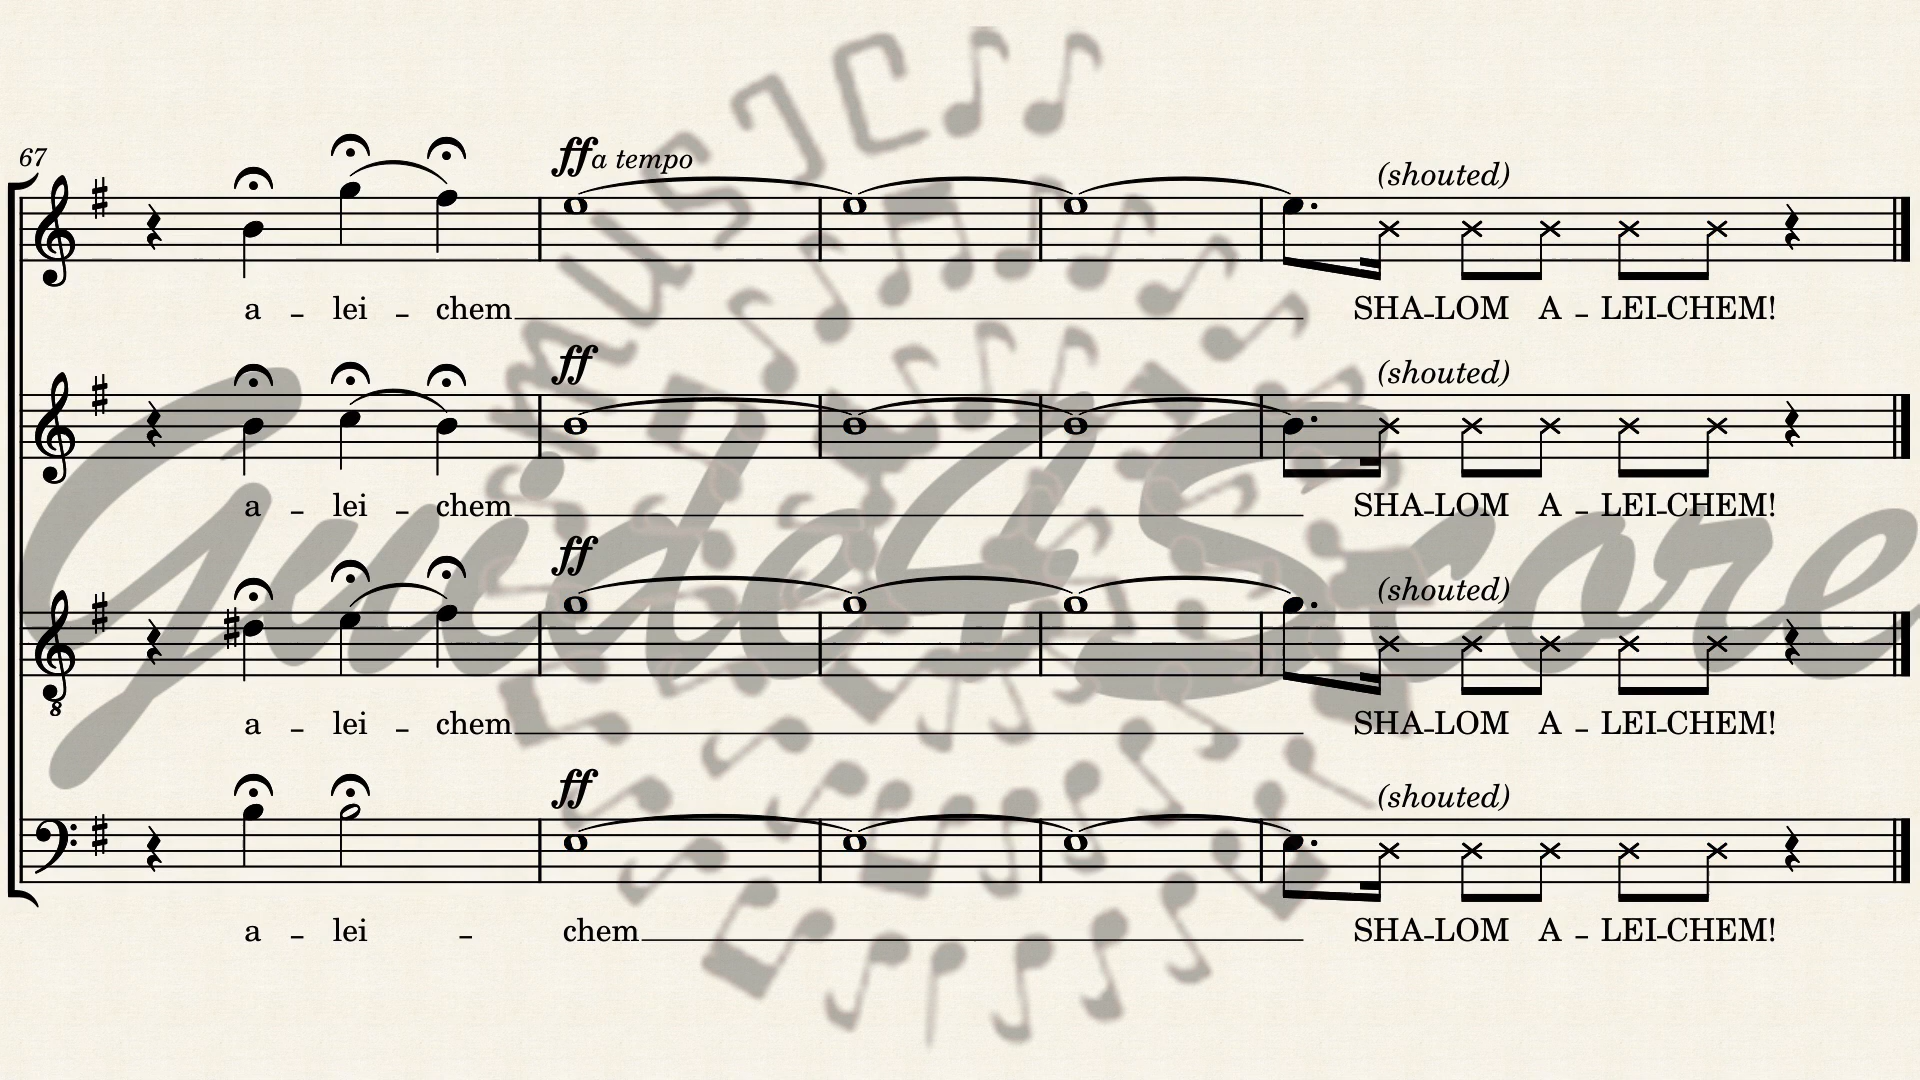 MUSIC
67
ff a tempo
(shouted)
a - lei - chem SHA-LOM A - LEI-CHEM!
ff
(shouted)
a - lei - chem SHA-LOM A - LEI-CHEM!
Guide4Score
ff
(shouted)
8
a - lei - chem SHA-LOM A - LEI-CHEM!
ff
(shouted)
a - lei - chem SHA-LOM A - LEI-CHEM!